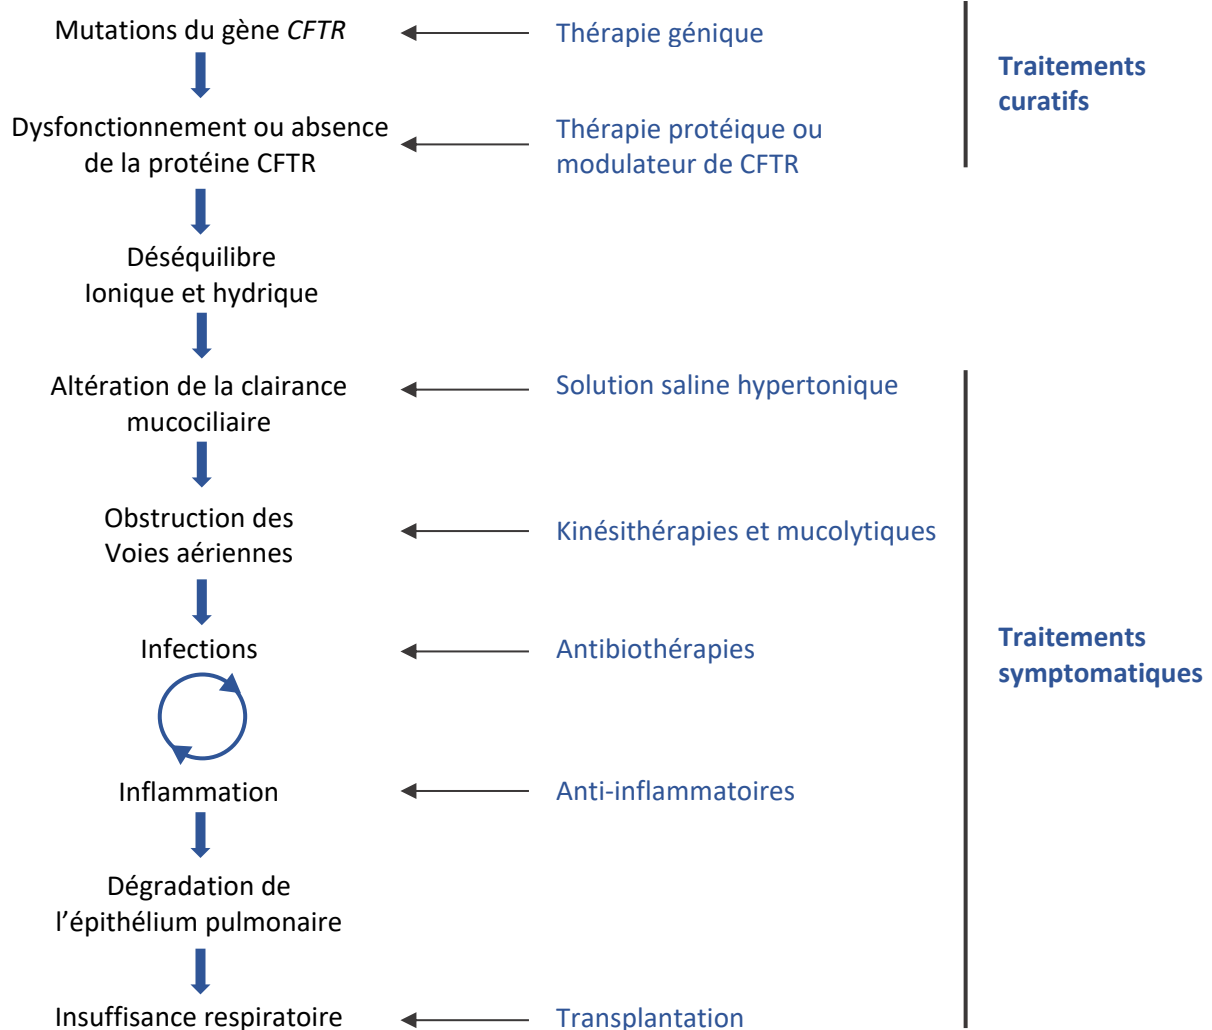 Mutations du gène CFTR
Thérapie génique
Traitements
curatifs
Dysfonctionnement ou absence
de la protéine CFTR
Thérapie protéique ou
modulateur de CFTR
Déséquilibre
Ionique et hydrique
Altération de la clairance
mucociliaire
Solution saline hypertonique
Obstruction des
Voies aériennes
Kinésithérapies et mucolytiques
Infections
Antibiothérapies
Traitements
symptomatiques
Inflammation
Anti-inflammatoires
Dégradation de
l’épithélium pulmonaire
Insuffisance respiratoire
Transplantation